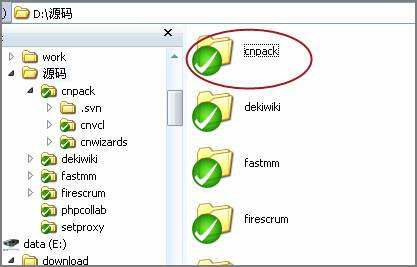 D:\源码
work
源码
cnpack
.svn
cnvcl
cnwizards
dekiwiki
fastmm
firescrum
phpcollab
setproxy
data (E:)
download
cnpack
dekiwiki
fastmm
firescrum